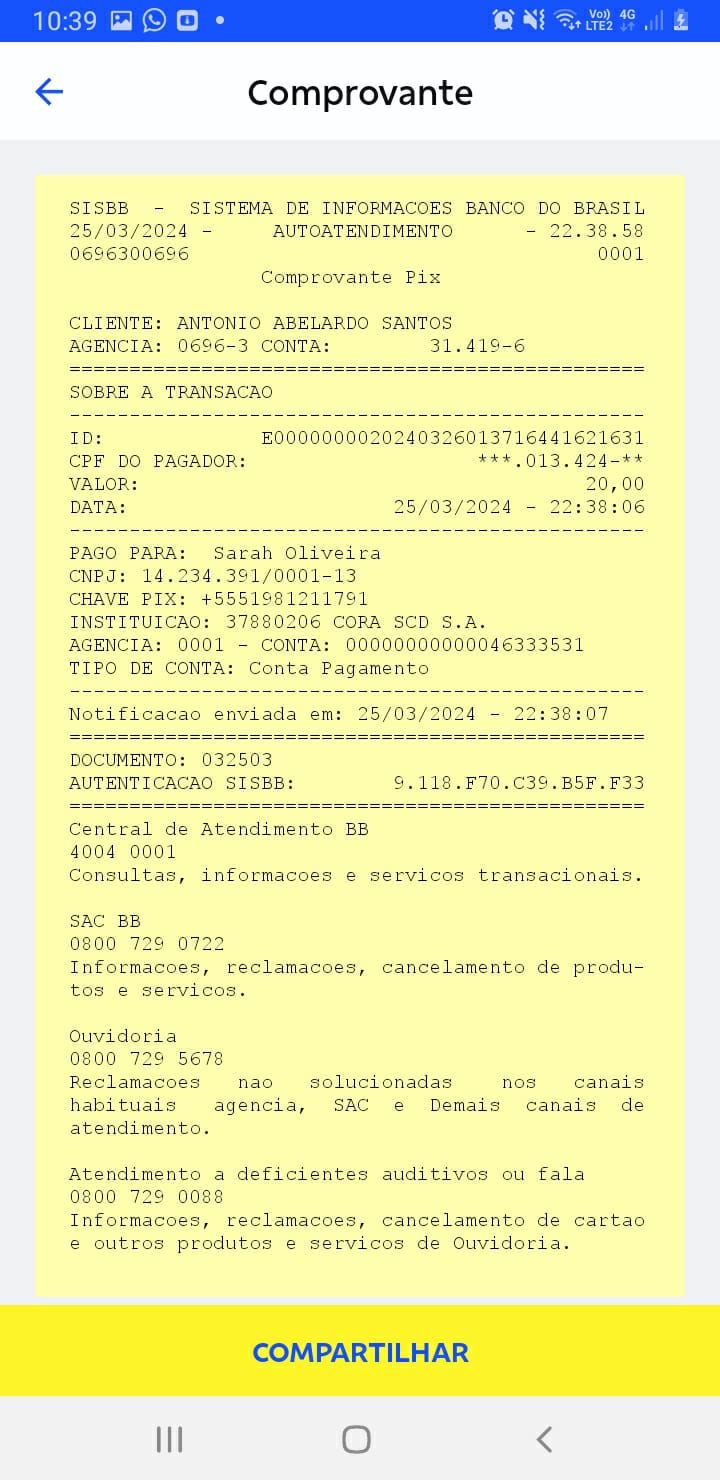 10:39 Vo) LTE2 4G
Comprovante
SISBB - SISTEMA DE INFORMACOES BANCO DO BRASIL
25/03/2024 - AUTOATENDIMENTO - 22.38.58
0696300696 0001
Comprovante Pix
CLIENTE: ANTONIO ABELARDO SANTOS
AGENCIA: 0696-3 CONTA: 31.419-6
================================================
SOBRE A TRANSACAO
------------------------------------------------
ID: E00000000202403260137164416​21631
CPF DO PAGADOR: ***.013.424-**
VALOR: 20,00
DATA: 25/03/2024 - 22:38:06
------------------------------------------------
PAGO PARA: Sarah Oliveira
CNPJ: 14.234.391/0001-13
CHAVE PIX: +5551981211791
INSTITUICAO: 37880206 CORA SCD S.A.
AGENCIA: 0001 - CONTA: 00000000000046333531
TIPO DE CONTA: Conta Pagamento
------------------------------------------------
Notificacao enviada em: 25/03/2024 - 22:38:07
================================================
DOCUMENTO: 032503
AUTENTICACAO SISBB: 9.118.F70.C39.B5F.F33
================================================
Central de Atendimento BB
4004 0001
Consultas, informacoes e servicos transacionais.
SAC BB
0800 729 0722
Informacoes, reclamacoes, cancelamento de produ-
tos e servicos.
Ouvidoria
0800 729 5678
Reclamacoes nao solucionadas nos canais
habituais agencia, SAC e Demais canais de
atendimento.
Atendimento a deficientes auditivos ou fala
0800 729 0088
Informacoes, reclamacoes, cancelamento de cartao
e outros produtos e servicos de Ouvidoria.
COMPARTILHAR